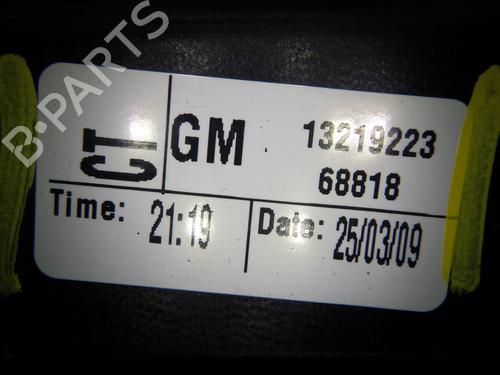 B-PARTS
CT
GM 13219223
68818
Time: 21:19
Date: 25/03/09